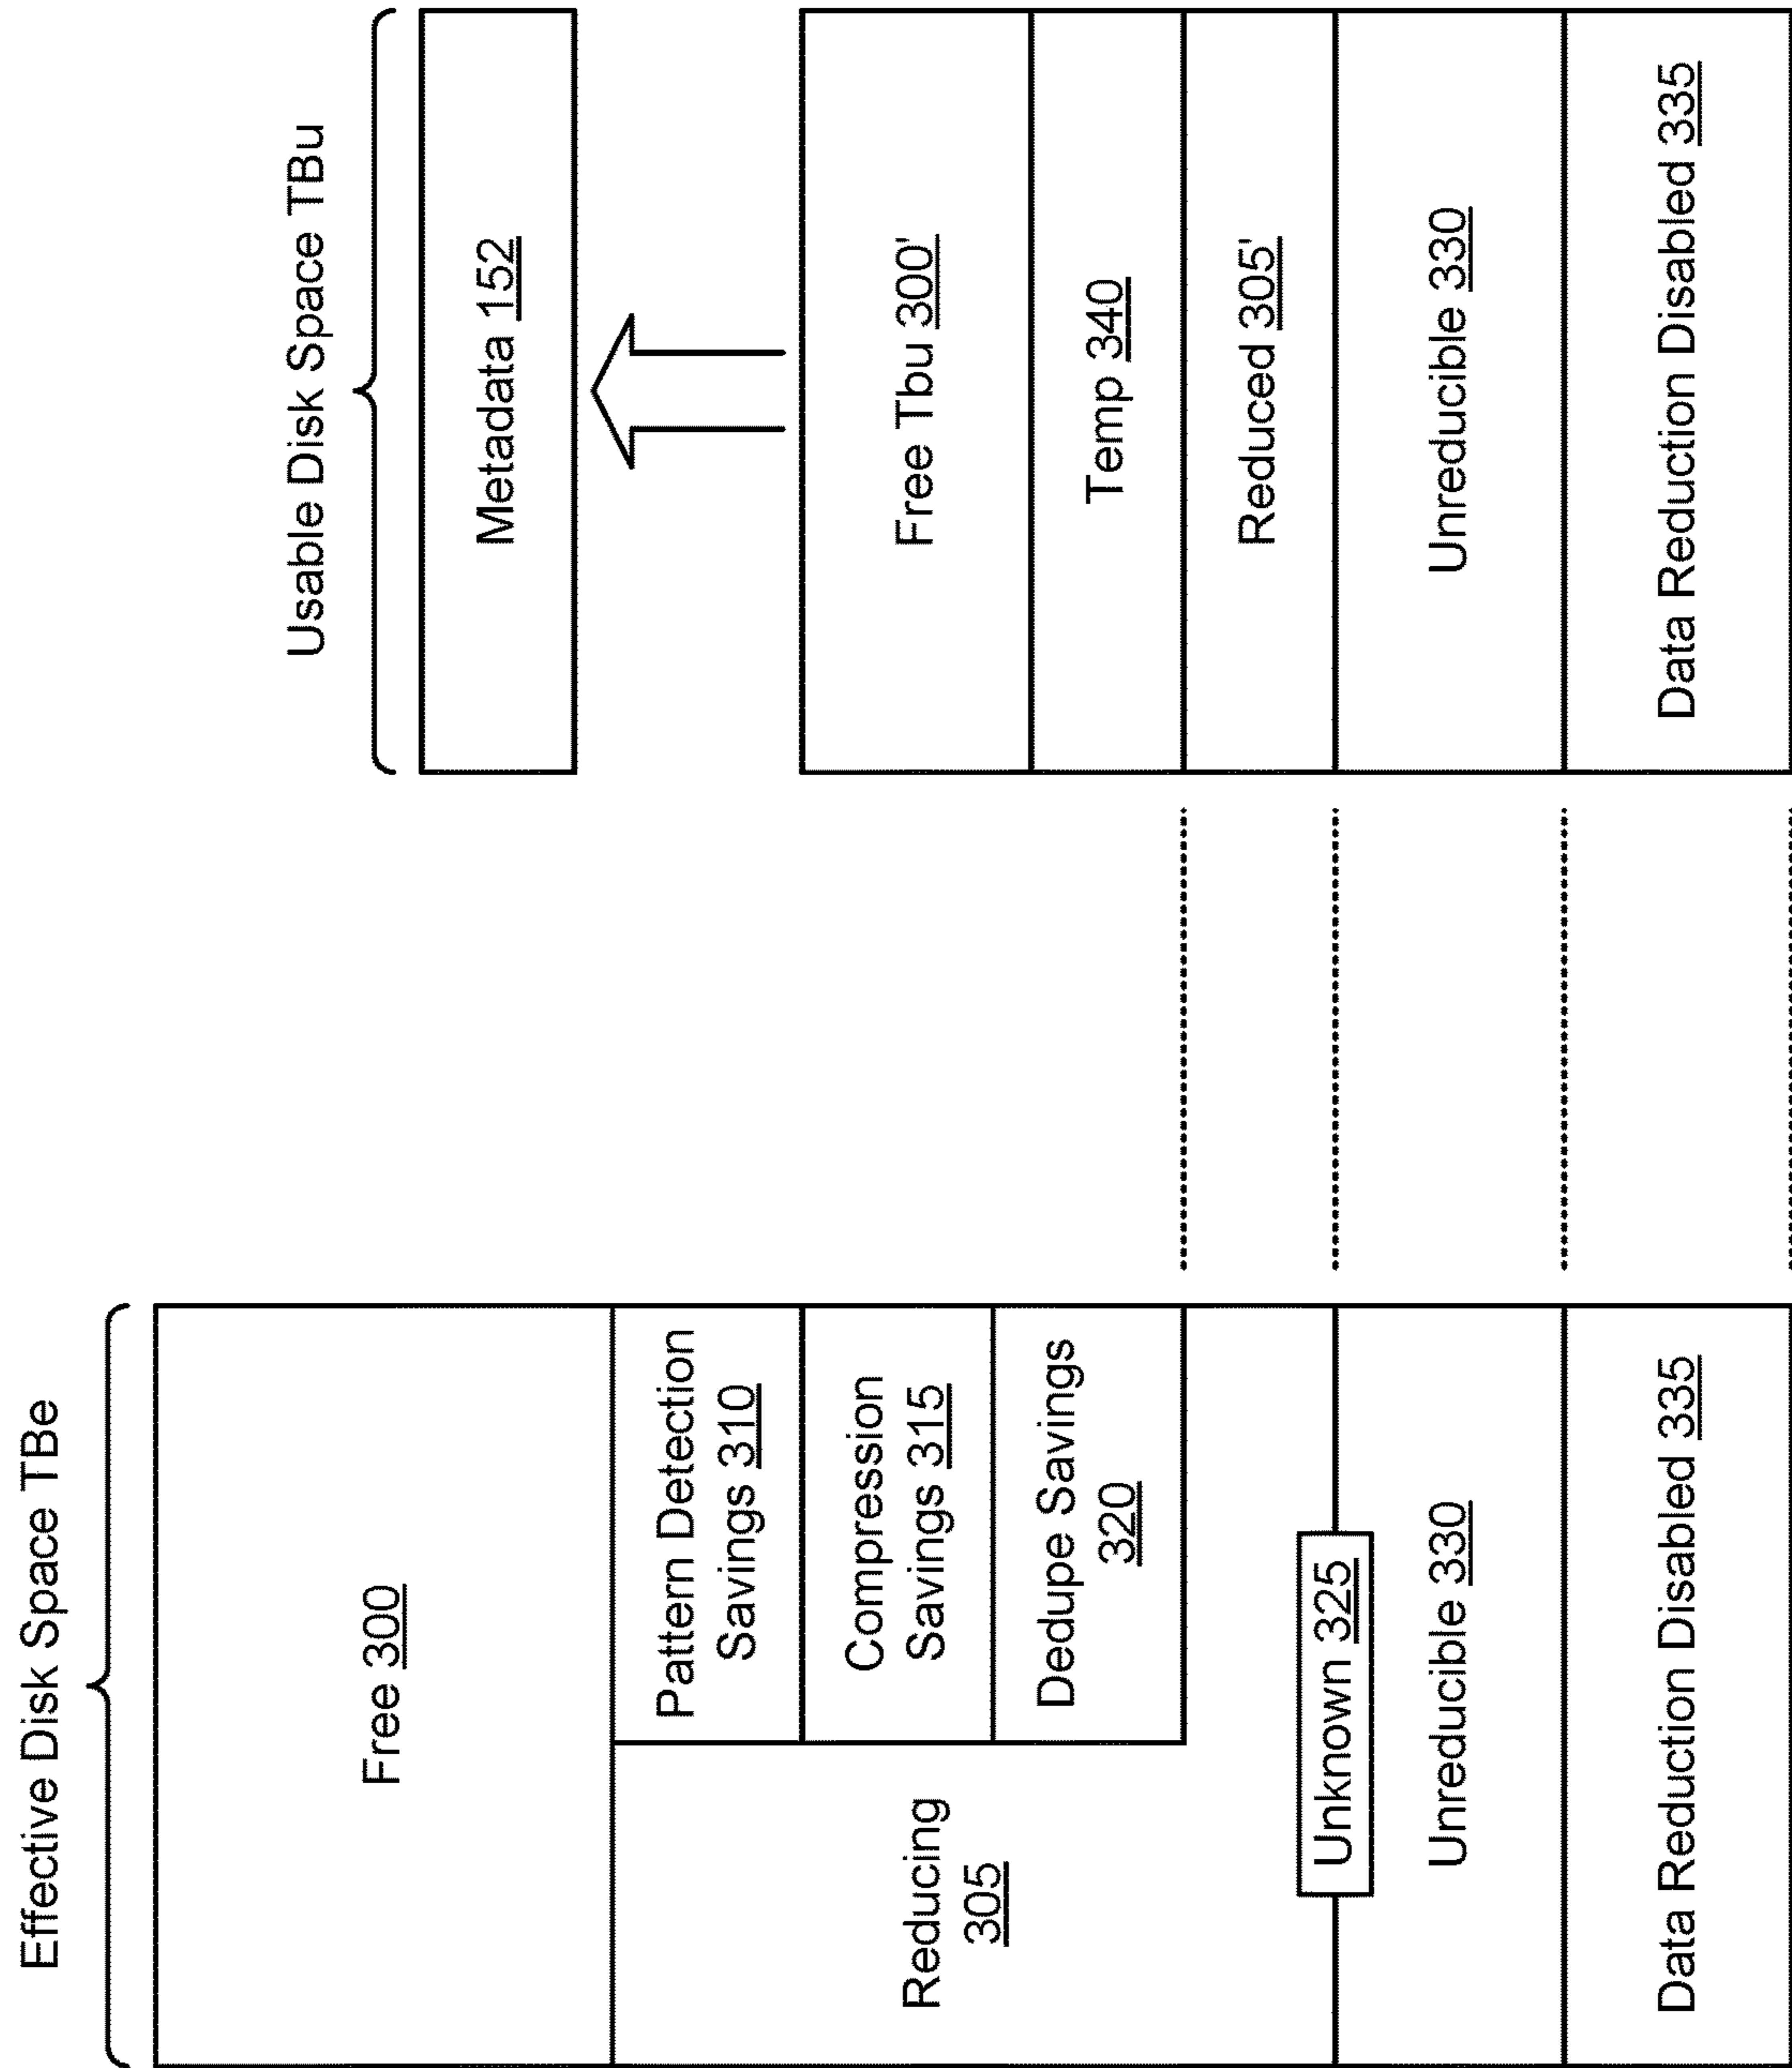 Effective Disk Space TBe
Free 300
Reducing
305
Pattern Detection
Savings 310
Compression
Savings 315
Dedupe Savings
320
Unknown 325
Unreducible 330
Data Reduction Disabled 335
Usable Disk Space TBu
Metadata 152
Free Tbu 300'
Temp 340
Reduced 305'
Unreducible 330
Data Reduction Disabled 335